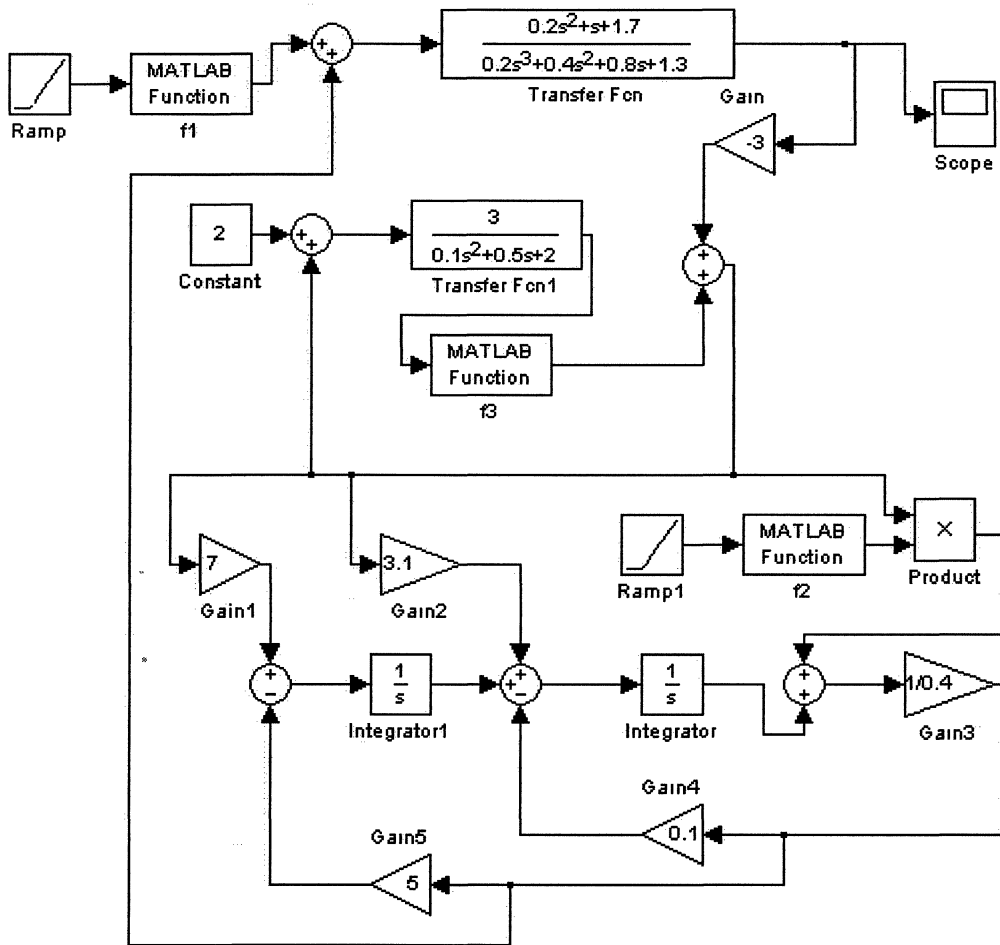 0.2s²+s+1.7
0.2s³+0.4s²+0.8s+1.3
Transfer Fcn
MATLAB
Function
f1
Ramp
+
+
Gain
-3
Scope
2
Constant
+
+
3
0.1s²+0.5s+2
Transfer Fcn1
+
+
MATLAB
Function
f3
7
Gain1
3.1
Gain2
Ramp1
MATLAB
Function
f2
×
Product
+
−
1
s
Integrator1
+
+
−
1
s
Integrator
+
+
1/0.4
Gain3
Gain4
0.1
Gain5
5